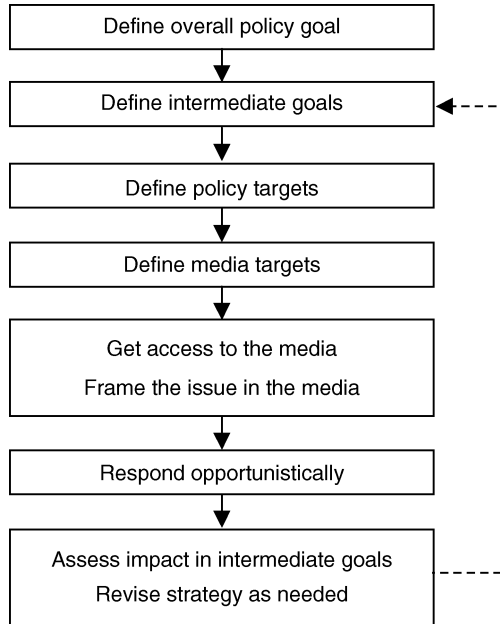 Define overall policy goal
Define intermediate goals
Define policy targets
Define media targets
Get access to the media
Frame the issue in the media
Respond opportunistically
Assess impact in intermediate goals
Revise strategy as needed